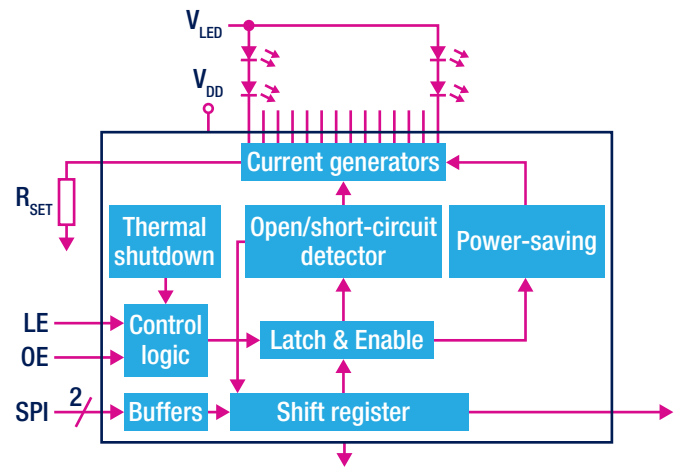 VLED
VDD
Current generators
RSET
Thermal
shutdown
Open/short-circuit
detector
Power-saving
LE
OE
Control
logic
Latch & Enable
SPI
2
Buffers
Shift register